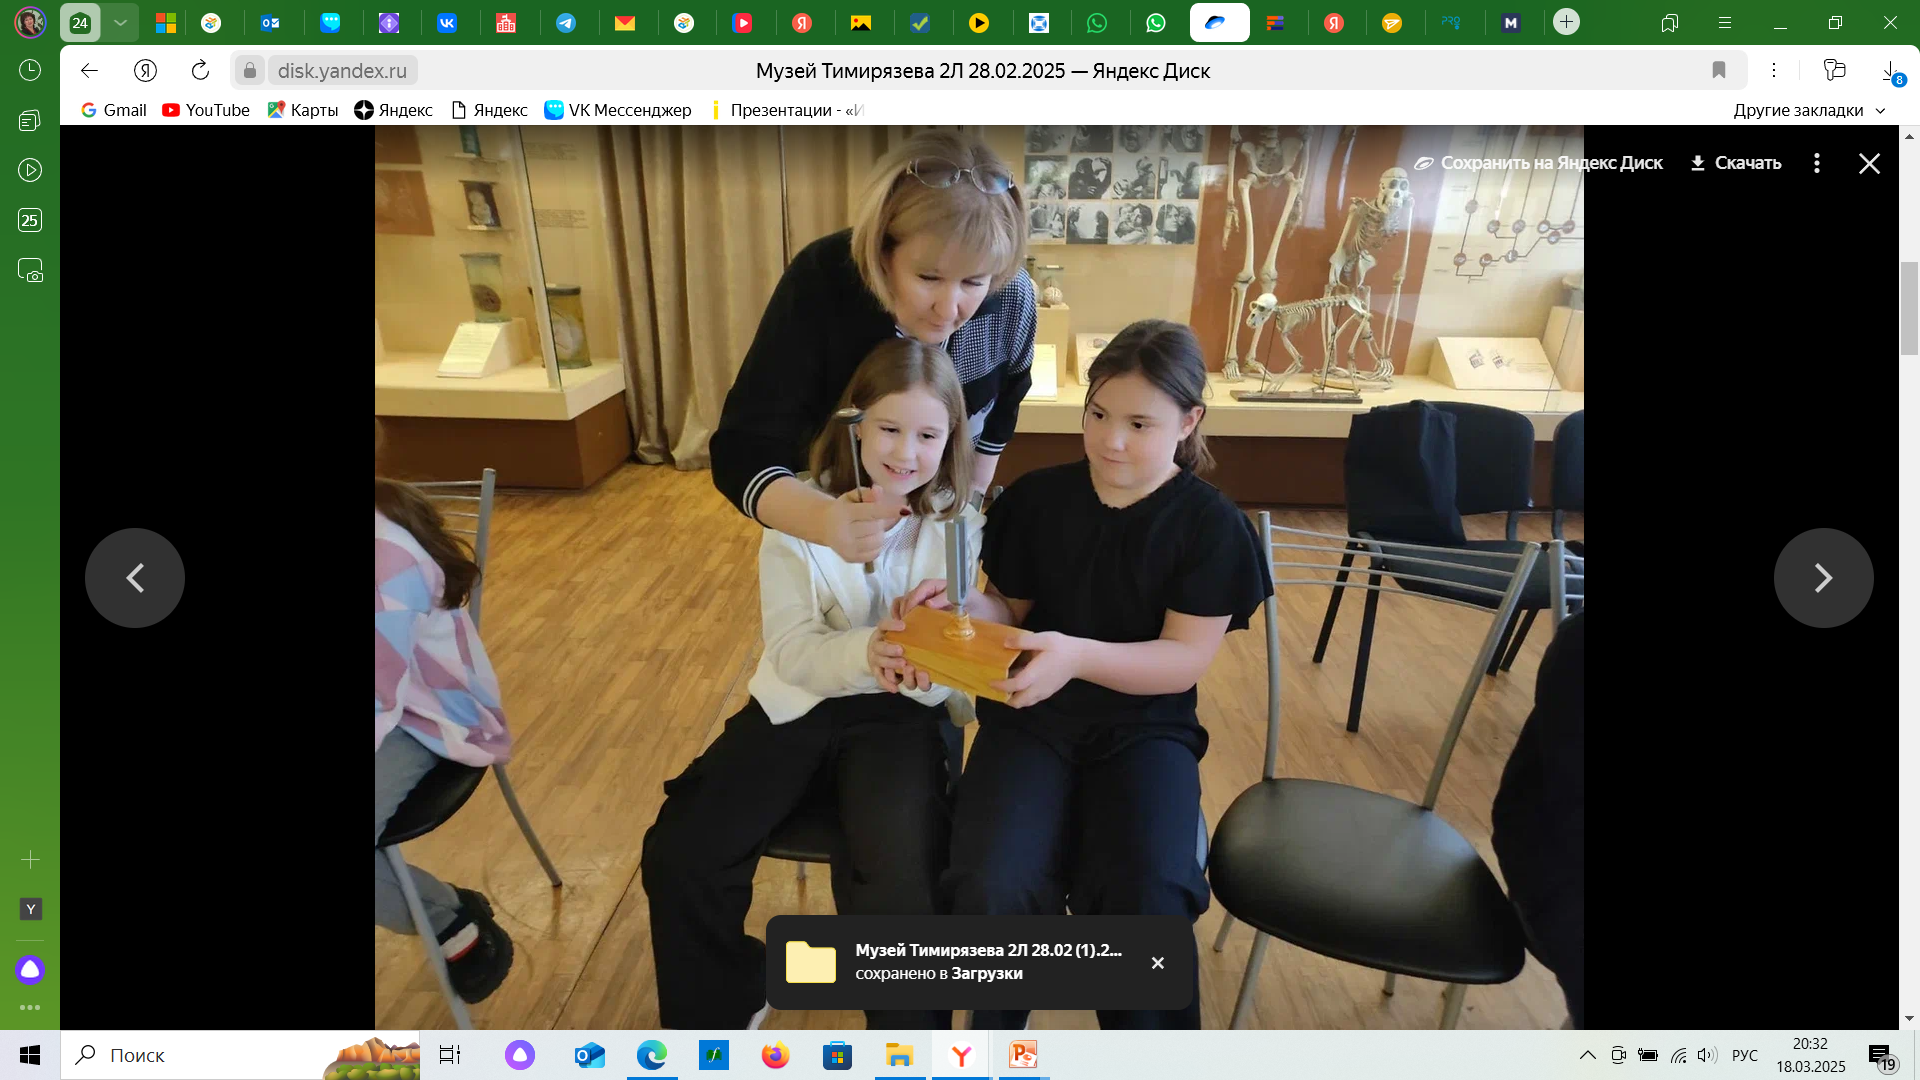 24
disk.yandex.ru
Музей Тимирязева 2Л 28.02.2025 — Яндекс Диск
8
Gmail
YouTube
Карты
Яндекс
Яндекс
VK Мессенджер
Презентации - «И
Другие закладки
25
Сохранить на Яндекс Диск
Скачать
Y
Музей Тимирязева 2Л 28.02 (1).2...
сохранено в Загрузки
Поиск
РУС
20:32
18.03.2025
19